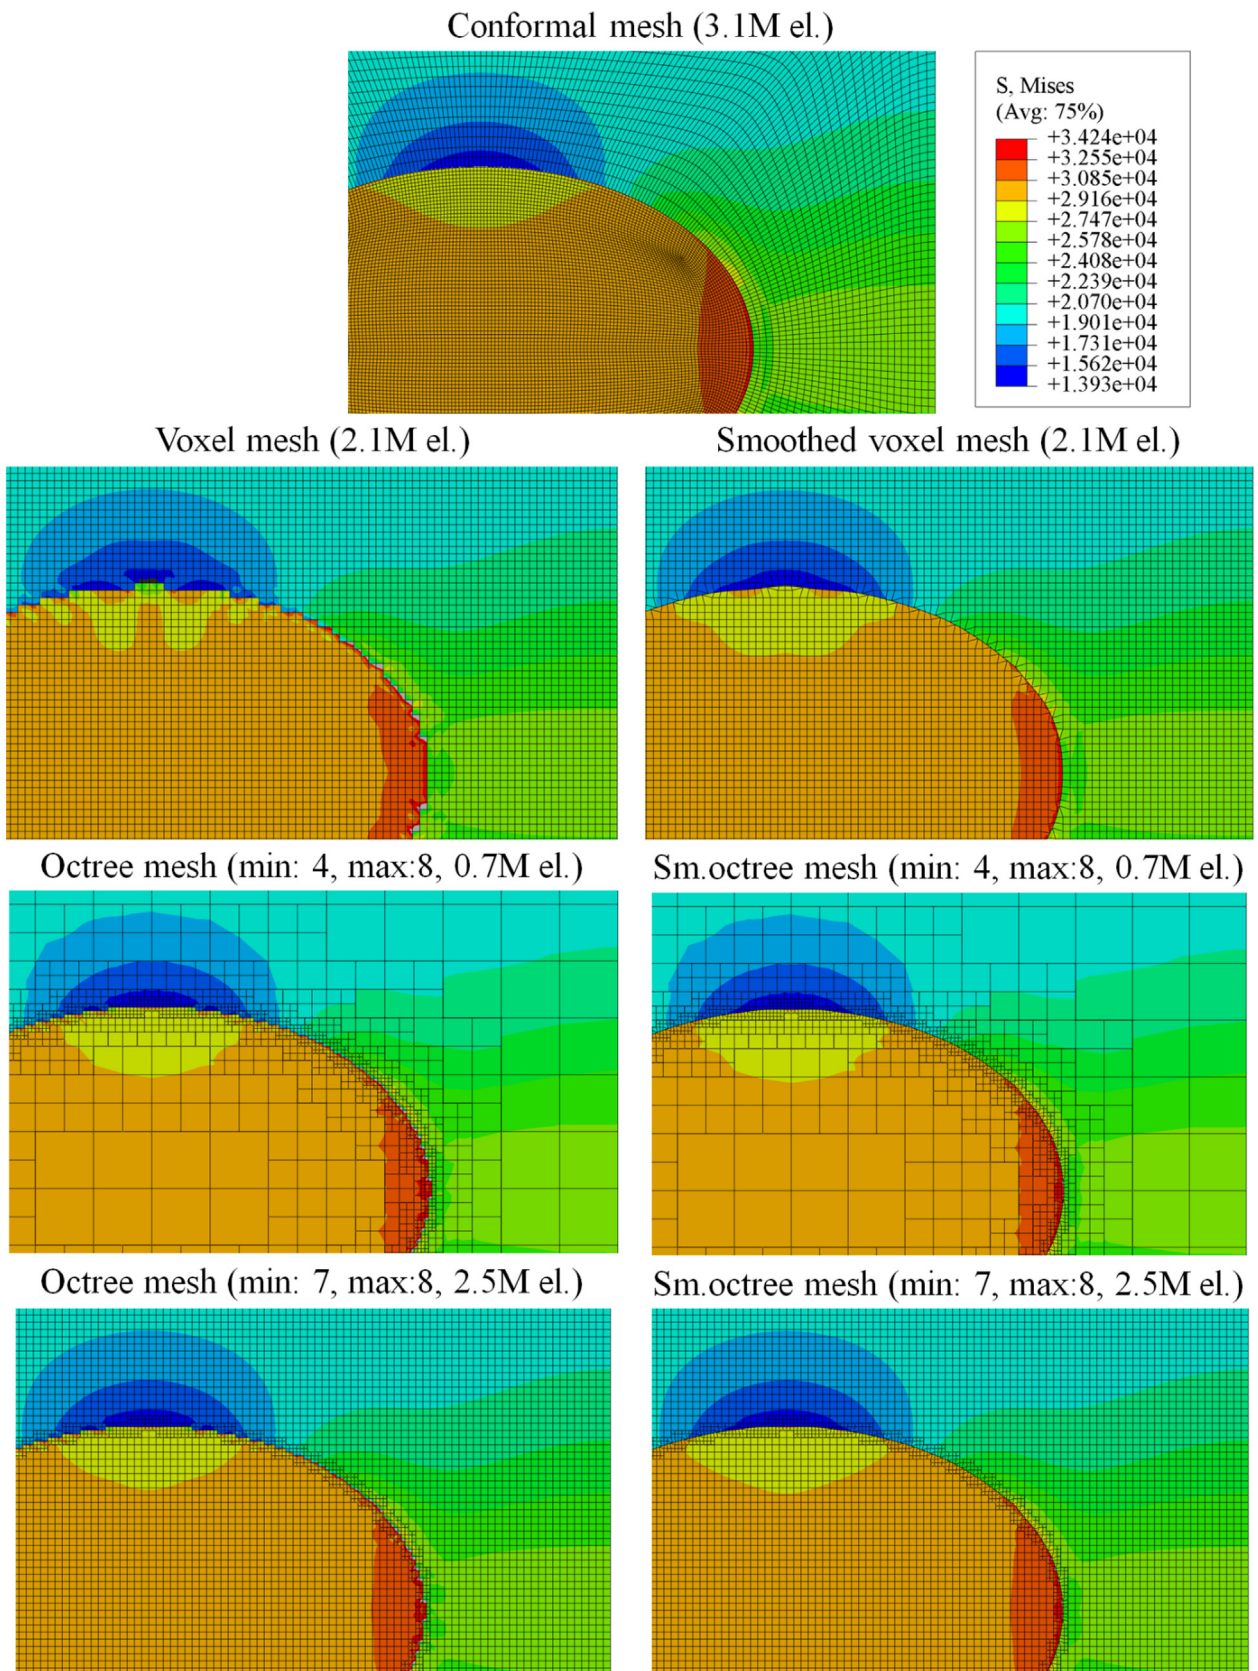 Conformal mesh (3.1M el.)
S, Mises
(Avg: 75%)
+3.424e+04
+3.255e+04
+3.085e+04
+2.916e+04
+2.747e+04
+2.578e+04
+2.408e+04
+2.239e+04
+2.070e+04
+1.901e+04
+1.731e+04
+1.562e+04
+1.393e+04
Voxel mesh (2.1M el.)
Smoothed voxel mesh (2.1M el.)
Octree mesh (min: 4, max:8, 0.7M el.)
Sm.octree mesh (min: 4, max:8, 0.7M el.)
Octree mesh (min: 7, max:8, 2.5M el.)
Sm.octree mesh (min: 7, max:8, 2.5M el.)